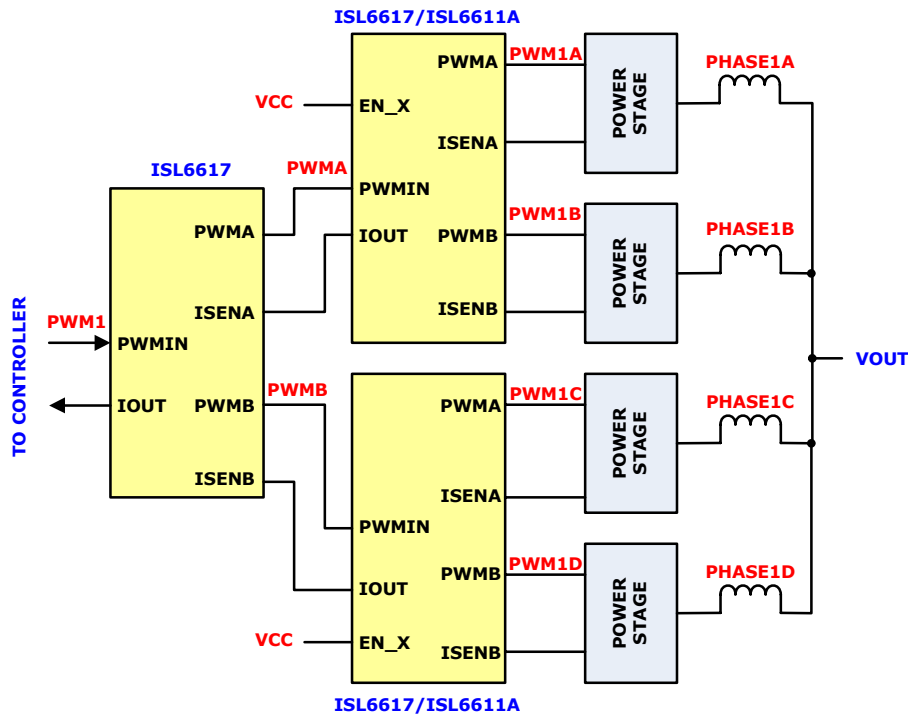 ISL6617/ISL6611A
PWMA
PWM1A
POWER
STAGE
PHASE1A
VCC
EN_X
ISENA
ISL6617
PWMA
PWMIN
PWMA
IOUT
PWMB
PWM1B
POWER
STAGE
PHASE1B
ISENA
ISENB
TO CONTROLLER
PWM1
PWMIN
VOUT
IOUT
PWMB
PWMB
PWMA
PWM1C
POWER
STAGE
PHASE1C
ISENB
ISENA
PWMIN
PWMB
PWM1D
POWER
STAGE
PHASE1D
IOUT
VCC
EN_X
ISENB
ISL6617/ISL6611A